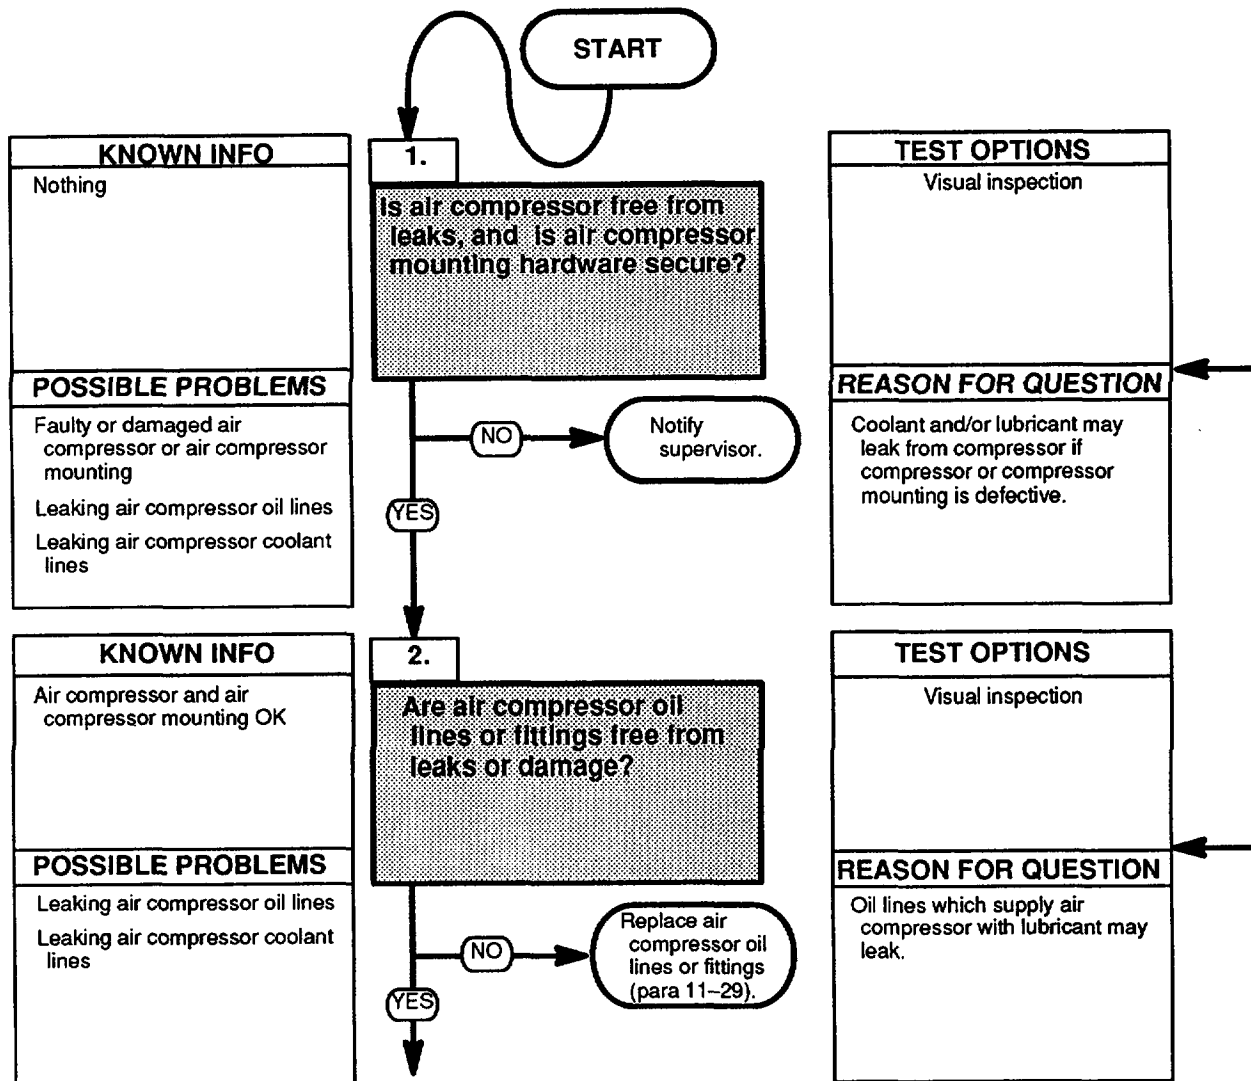 START
KNOWN INFO
Nothing
POSSIBLE PROBLEMS
Faulty or damaged air
compressor or air compressor
mounting
Leaking air compressor oil lines
Leaking air compressor coolant
lines
1.
Is air compressor free from
leaks, and is air compressor
mounting hardware secure?
NO
Notify
supervisor.
YES
TEST OPTIONS
Visual inspection
REASON FOR QUESTION
Coolant and/or lubricant may
leak from compressor if
compressor or compressor
mounting is defective.
KNOWN INFO
Air compressor and air
compressor mounting OK
POSSIBLE PROBLEMS
Leaking air compressor oil lines
Leaking air compressor coolant
lines
2.
Are air compressor oil
lines or fittings free from
leaks or damage?
NO
Replace air
compressor oil
lines or fittings
(para 11–29).
YES
TEST OPTIONS
Visual inspection
REASON FOR QUESTION
Oil lines which supply air
compressor with lubricant may
leak.